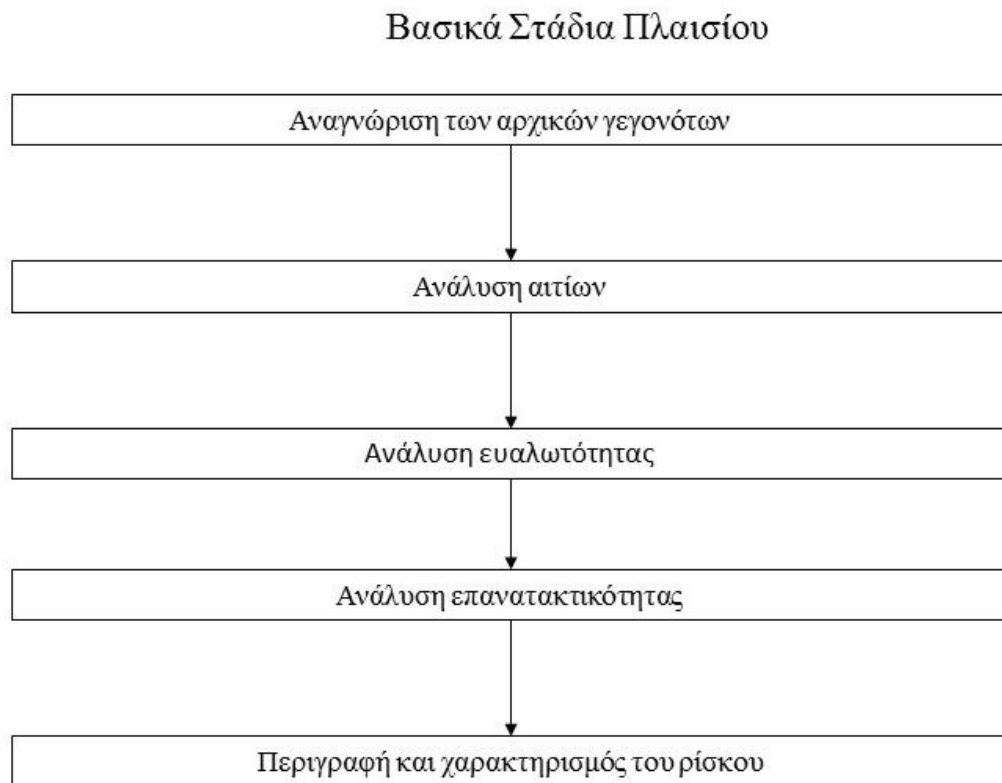 Βασικά Στάδια Πλαισίου
Αναγνώριση των αρχικών γεγονότων
Ανάλυση αιτίων
Ανάλυση ευαλωτότητας
Ανάλυση επανατακτικότητας
Περιγραφή και χαρακτηρισμός του ρίσκου